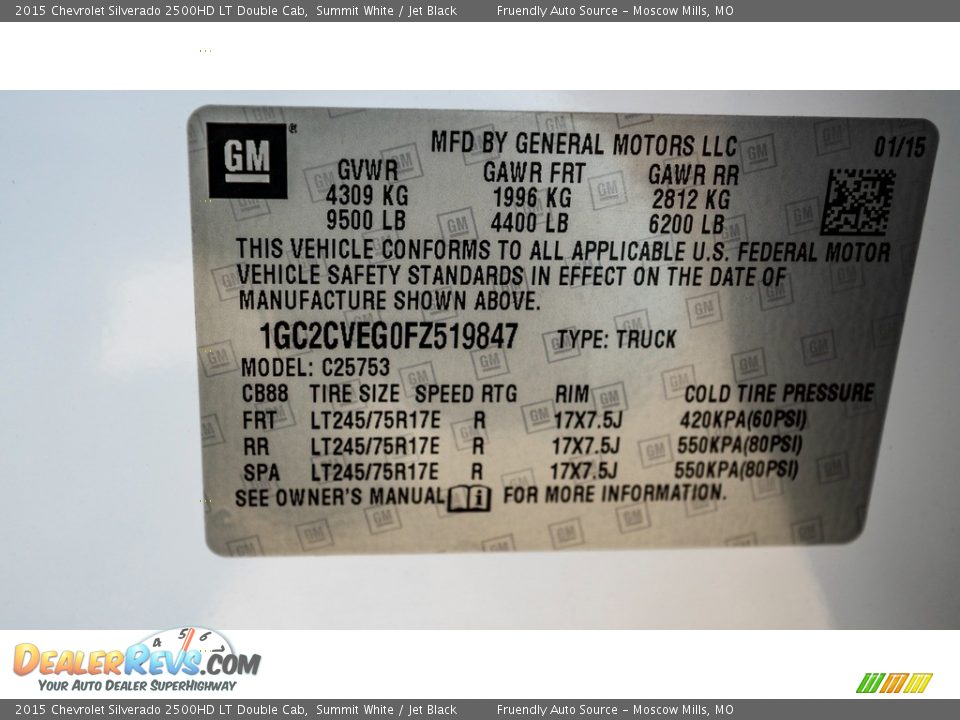 2015 Chevrolet Silverado 2500HD LT Double Cab, Summit White / Jet Black Fruendly Auto Source - Moscow Mills, MO
GM
MFD BY GENERAL MOTORS LLC 01/15
GVWR GAWR FRT GAWR RR
4309 KG 1996 KG 2812 KG
9500 LB 4400 LB 6200 LB
THIS VEHICLE CONFORMS TO ALL APPLICABLE U.S. FEDERAL MOTOR
VEHICLE SAFETY STANDARDS IN EFFECT ON THE DATE OF
MANUFACTURE SHOWN ABOVE.
1GC2CVEG0FZ519847 TYPE: TRUCK
MODEL: C25753
CB88 TIRE SIZE SPEED RTG RIM COLD TIRE PRESSURE
FRT LT245/75R17E R 17X7.5J 420KPA(60PSI)
RR LT245/75R17E R 17X7.5J 550KPA(80PSI)
SPA LT245/75R17E R 17X7.5J 550KPA(80PSI)
SEE OWNER'S MANUAL i FOR MORE INFORMATION.
4 5 6 7
DealerRevs.com
Your Auto Dealer SuperHighway
2015 Chevrolet Silverado 2500HD LT Double Cab, Summit White / Jet Black Fruendly Auto Source - Moscow Mills, MO